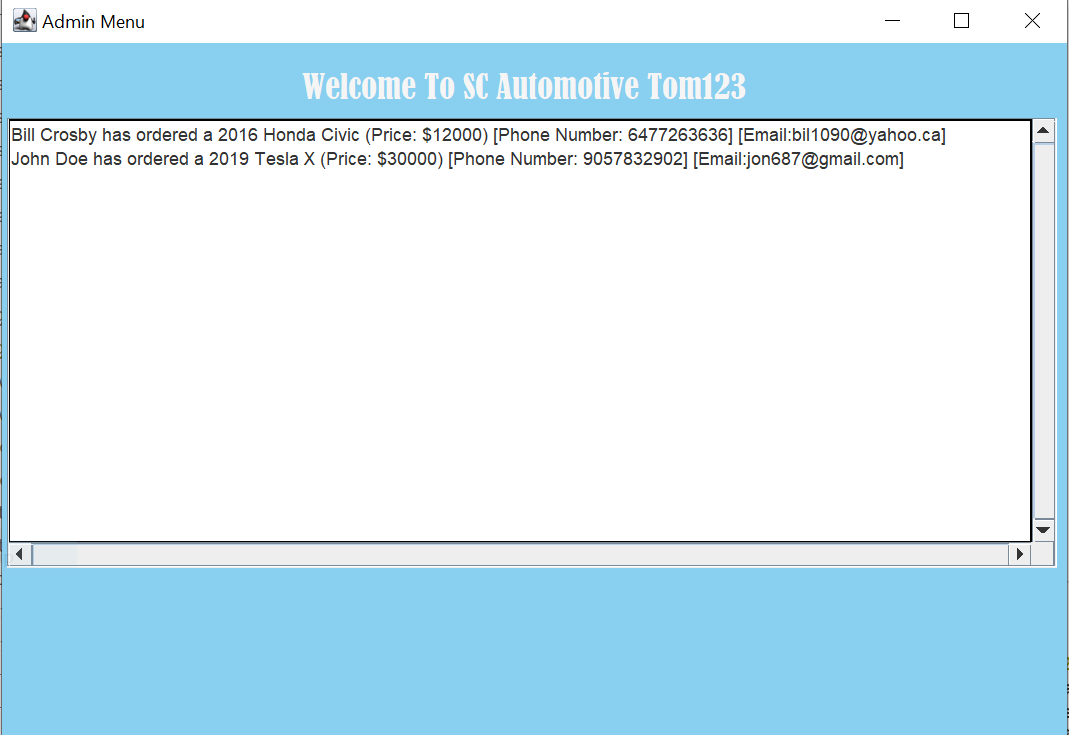 Admin Menu
Welcome To SC Automotive Tom123
Bill Crosby has ordered a 2016 Honda Civic (Price: $12000) [Phone Number: 6477263636] [Email:bil1090@yahoo.ca]
John Doe has ordered a 2019 Tesla X (Price: $30000) [Phone Number: 9057832902] [Email:jon687@gmail.com]